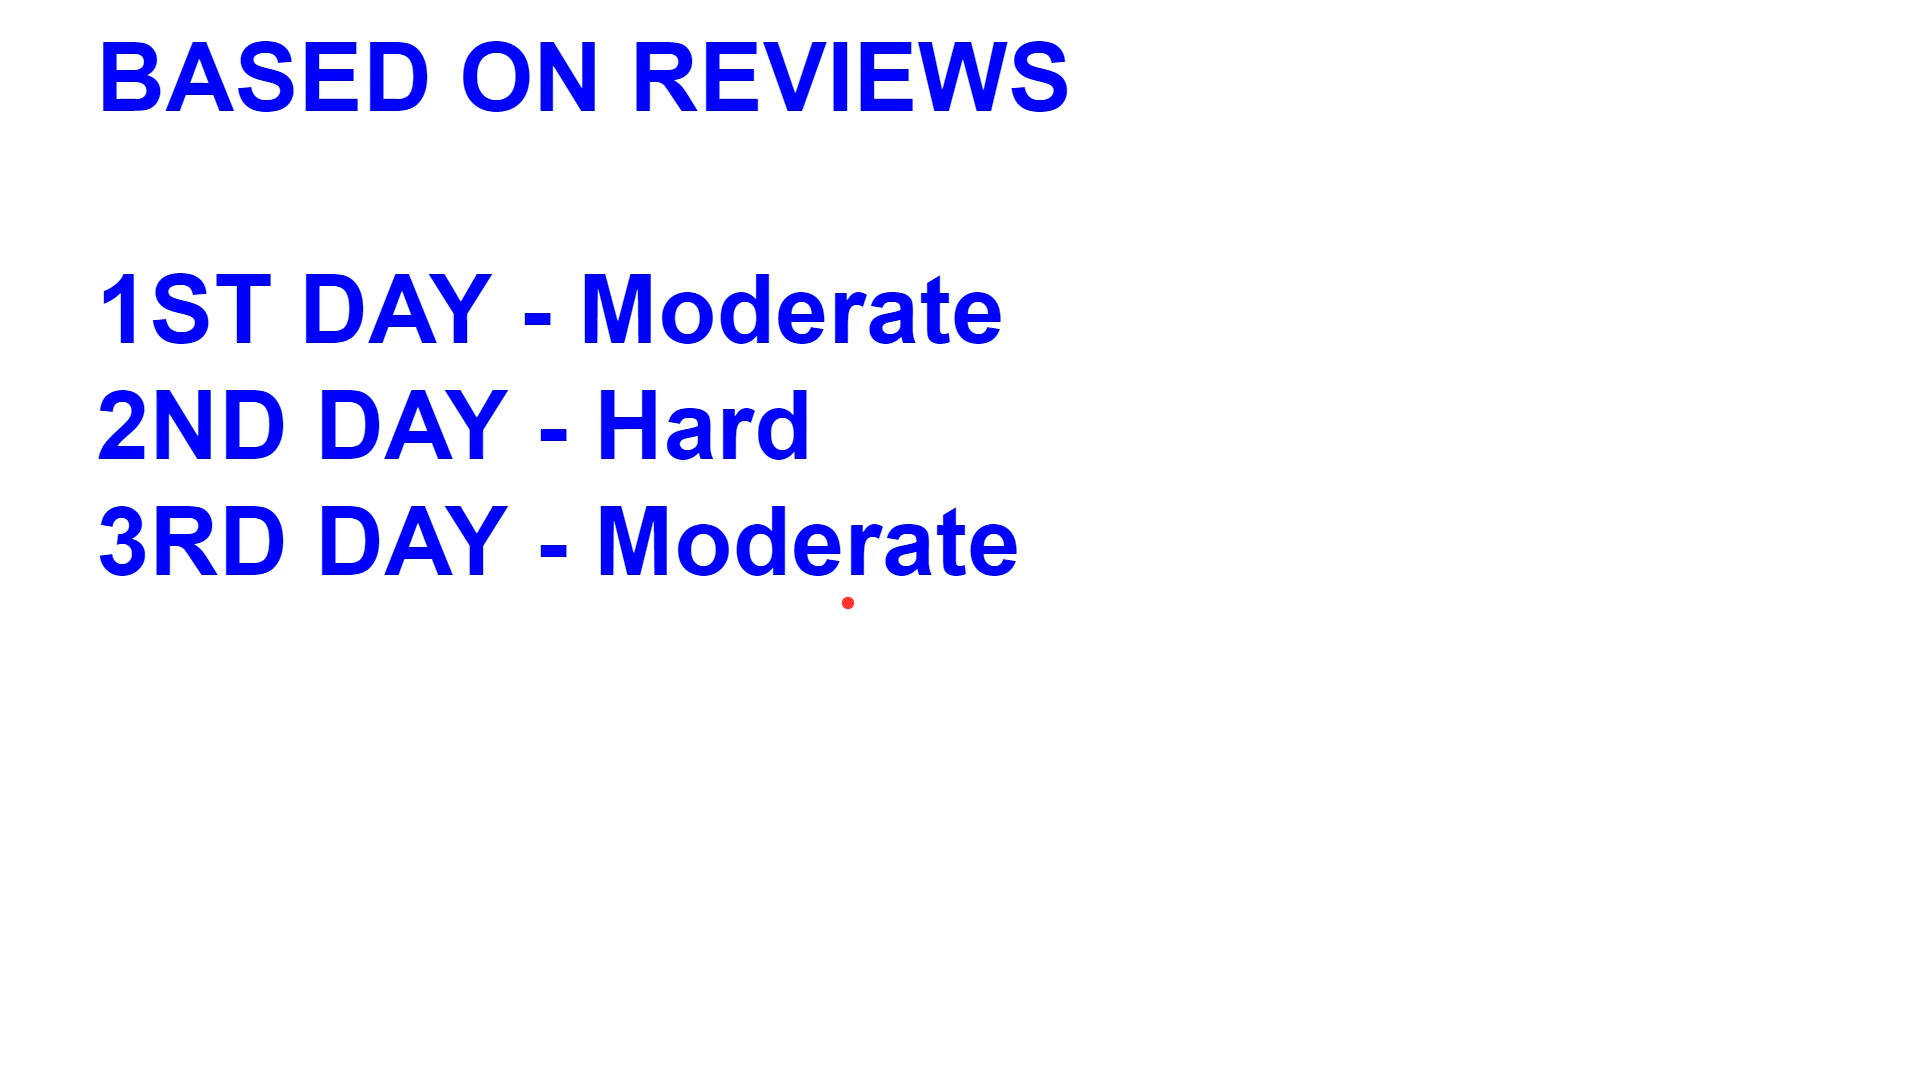 BASED ON REVIEWS
1ST DAY - Moderate
2ND DAY - Hard
3RD DAY - Moderate